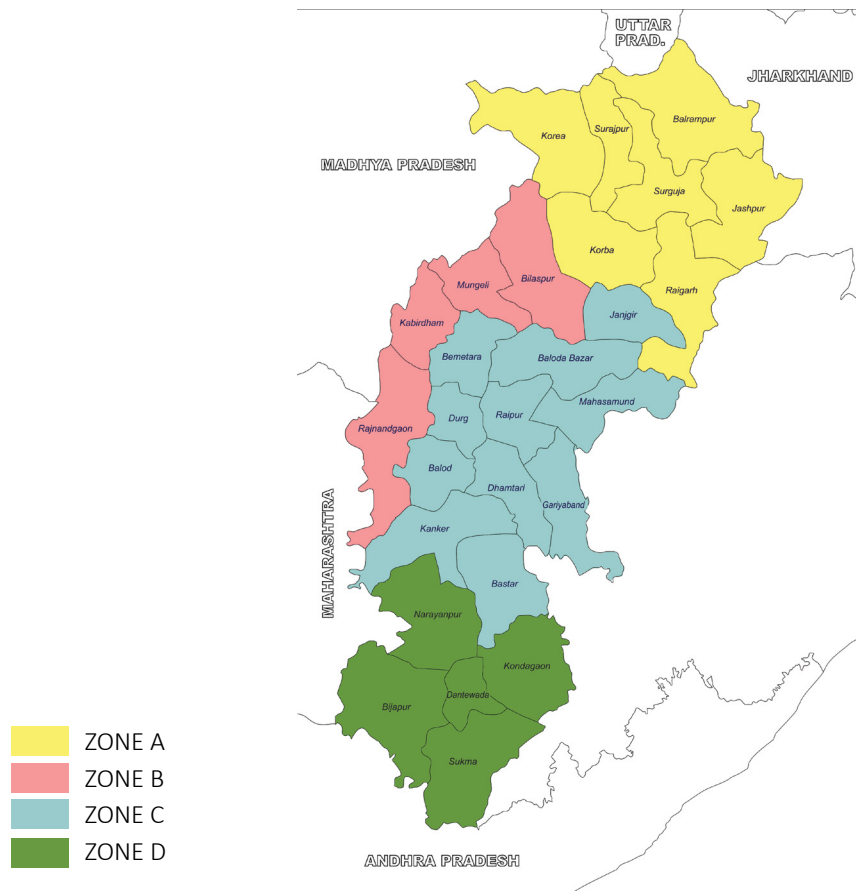 UTTAR
PRAD.
JHARKHAND
MADHYA PRADESH
Korea
Surajpur
Balrampur
Surguja
Jashpur
Korba
Raigarh
Bilaspur
Mungeli
Kabirdham
Janjgir
Bemetara
Baloda Bazar
Mahasamund
Rajnandgaon
Durg
Raipur
Balod
Dhamtari
Gariyaband
Kanker
Bastar
MAHARASHTRA
Narayanpur
Kondagaon
Dantewada
Bijapur
Sukma
ZONE A
ZONE B
ZONE C
ZONE D
ANDHRA PRADESH